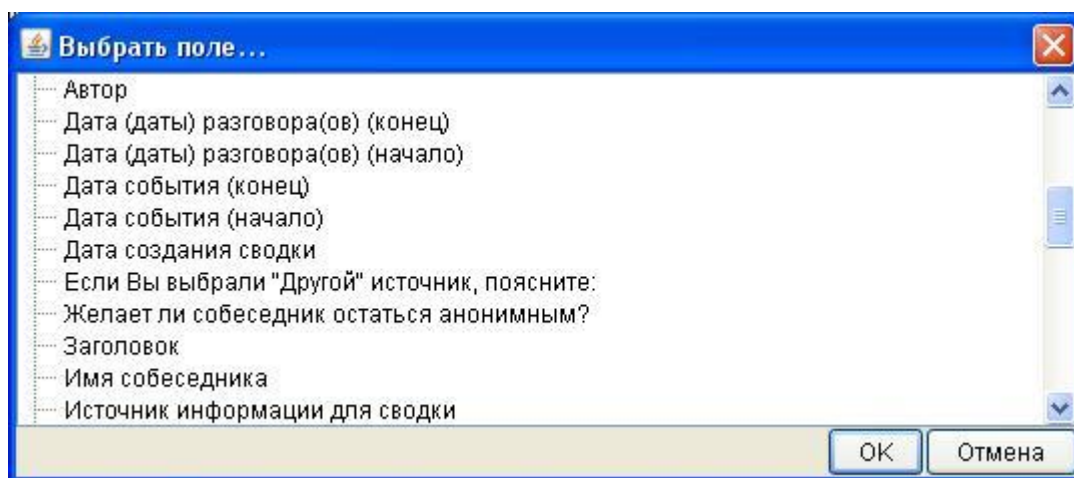 Выбрать поле...
Автор
Дата (даты) разговора(ов) (конец)
Дата (даты) разговора(ов) (начало)
Дата события (конец)
Дата события (начало)
Дата создания сводки
Если Вы выбрали "Другой" источник, поясните:
Желает ли собеседник остаться анонимным?
Заголовок
Имя собеседника
Источник информации для сводки
OK Отмена